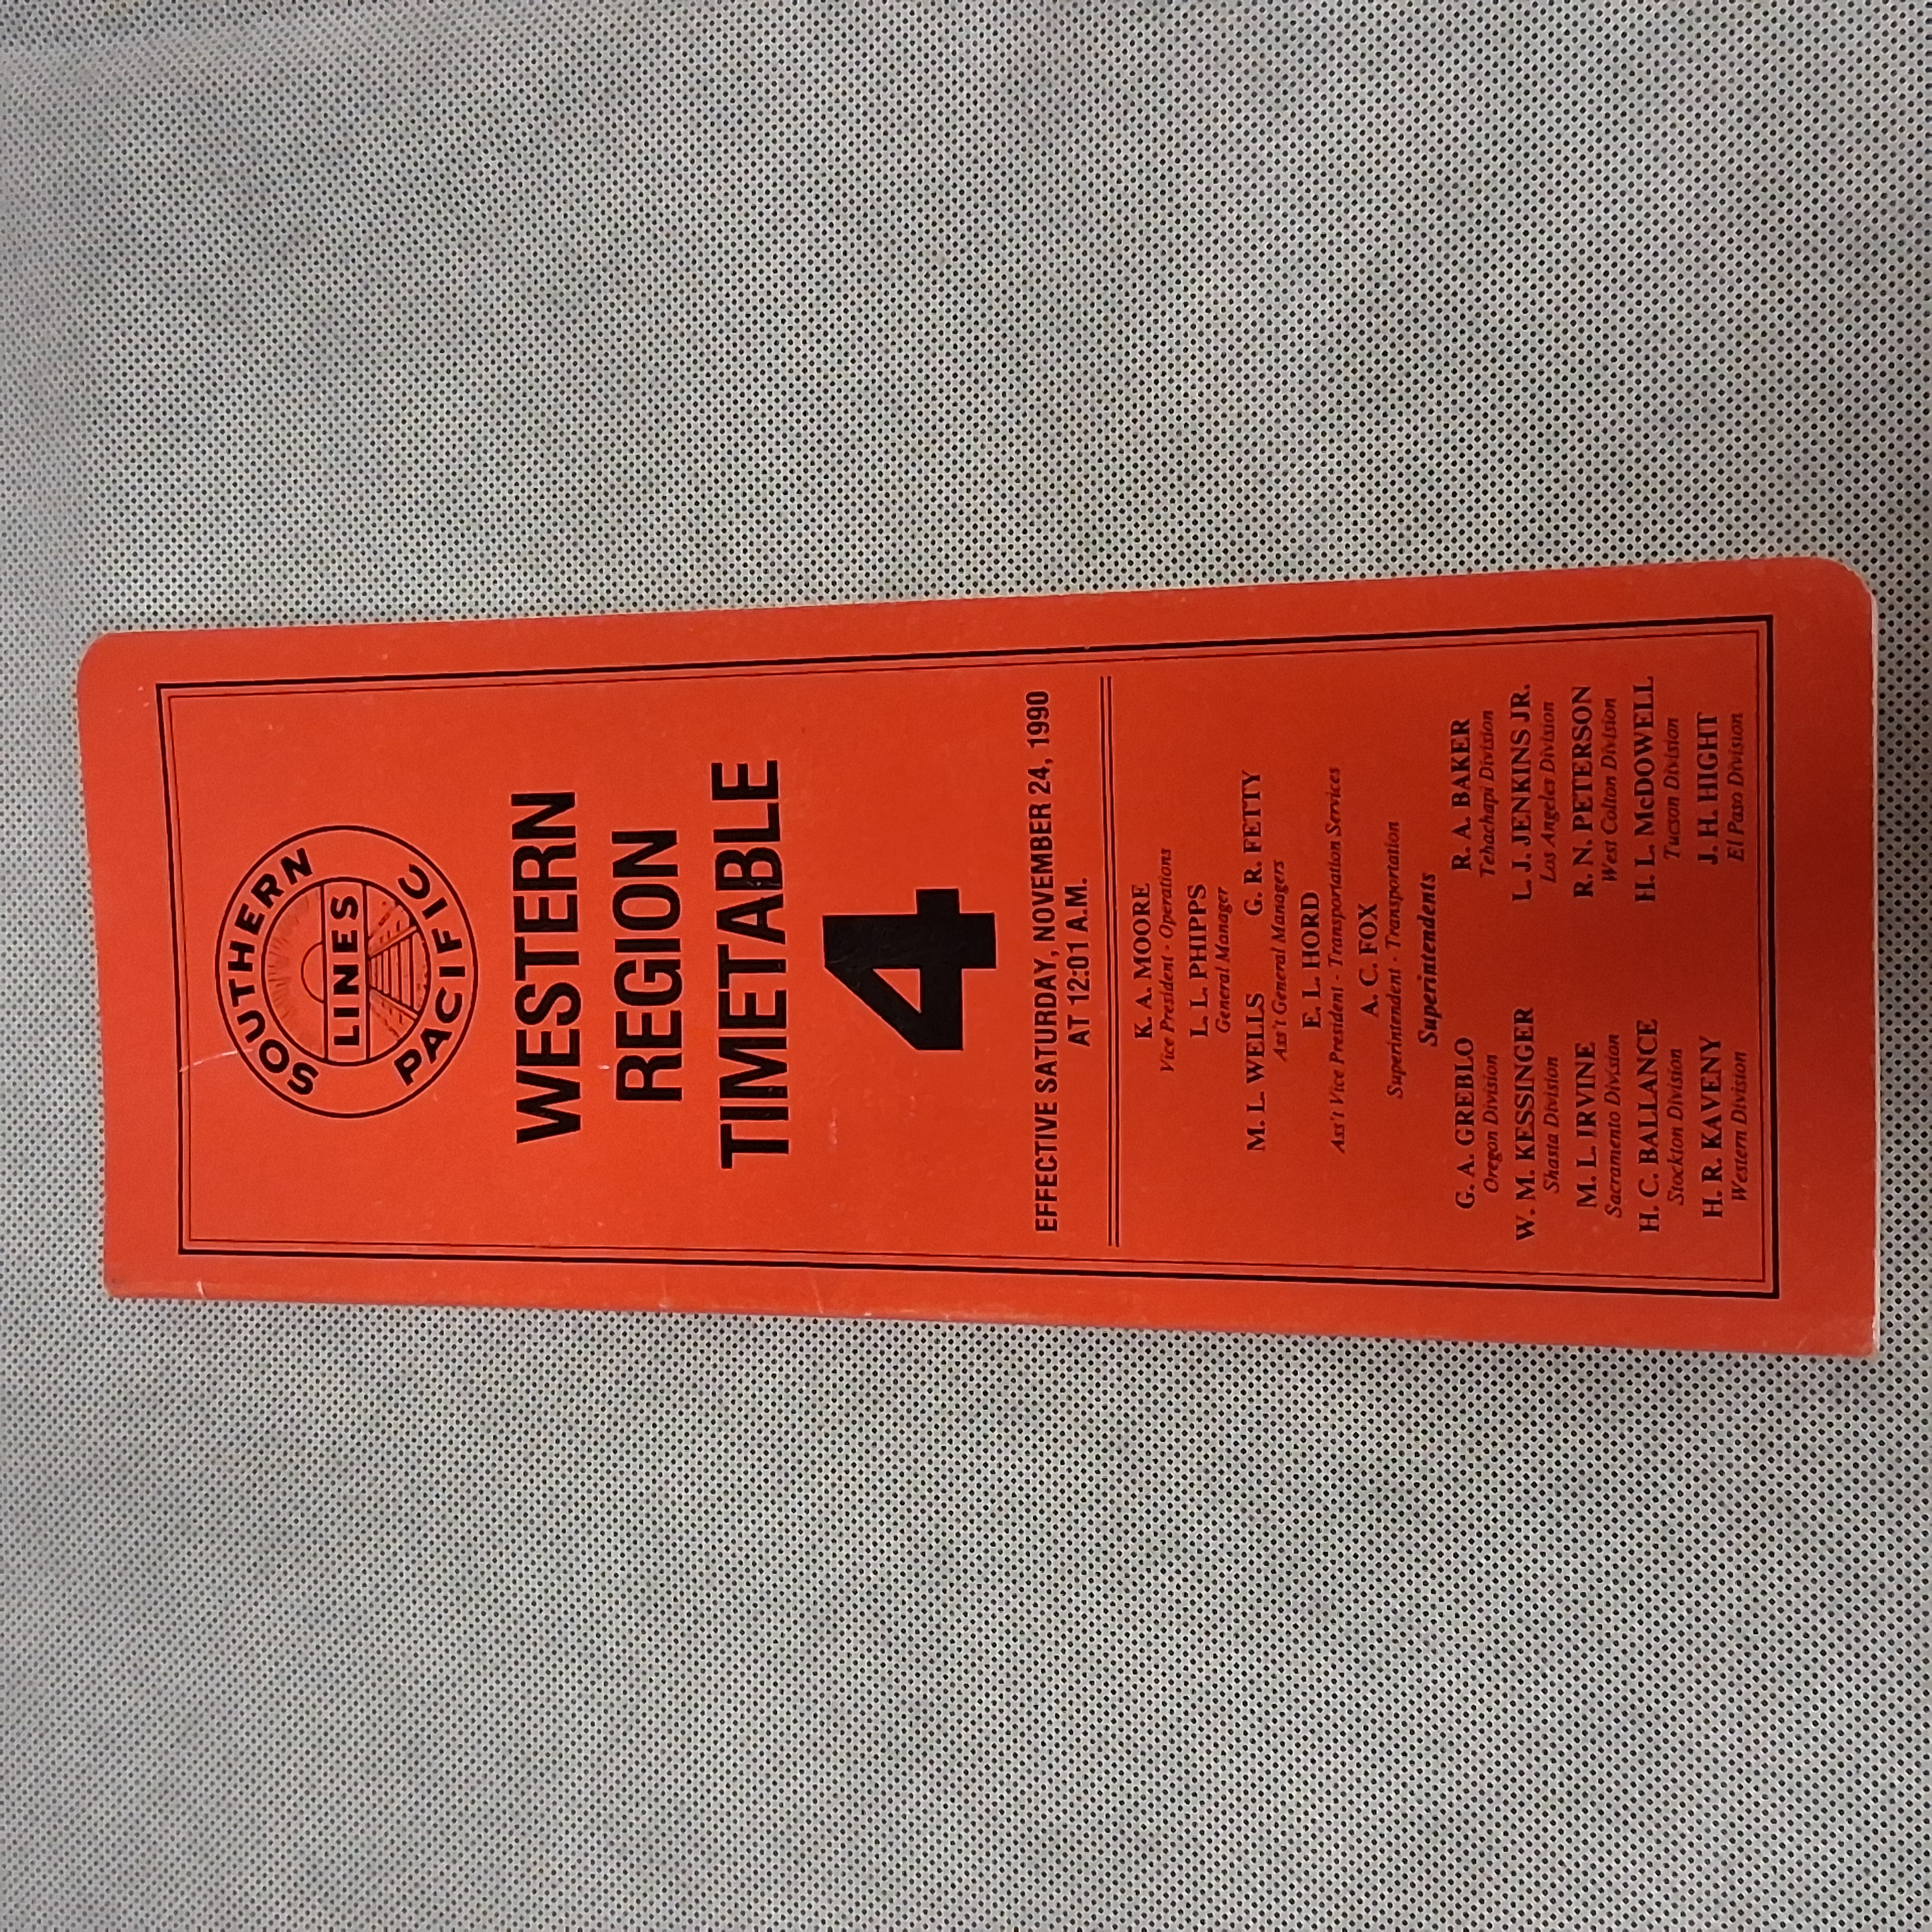 SOUTHERN
LINES
PACIFIC
WESTERN
REGION
TIMETABLE
4
EFFECTIVE SATURDAY, NOVEMBER 24, 1990
AT 12:01 A.M.
K. A. MOORE
Vice President - Operations
L. L. PHIPPS
General Manager
M. L. WELLS G. R. FETTY
Ass't General Managers
E. L. HORD
Ass't Vice President - Transportation Services
A. C. FOX
Superintendent - Transportation
Superintendents
G. A. GREBLO
Oregon Division
W. M. KESSINGER
Shasta Division
M. L. IRVINE
Sacramento Division
H. C. BALLANCE
Stockton Division
H. R. KAVENY
Western Division
R. A. BAKER
Tehachapi Division
L. J. JENKINS JR.
Los Angeles Division
R. N. PETERSON
West Colton Division
H. L. McDOWELL
Tucson Division
J. H. HIGHT
El Paso Division